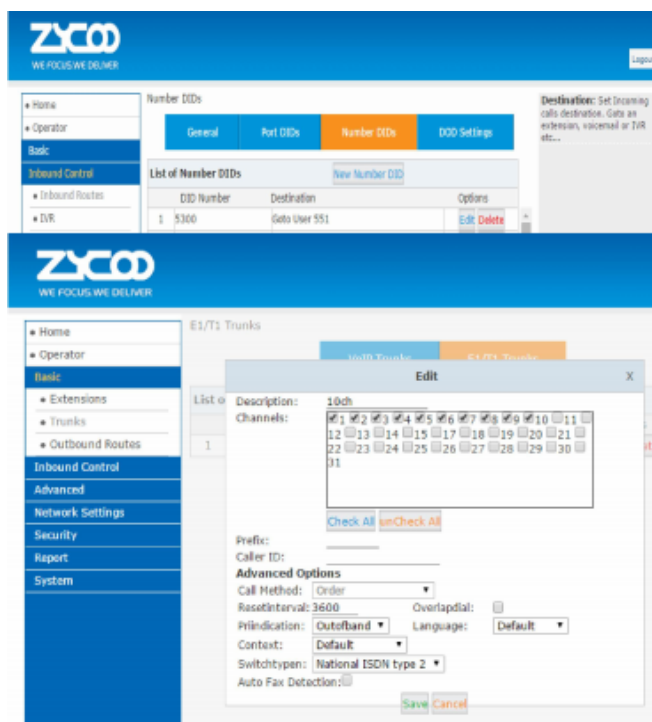 ZYCOO
WE FOCUS.WE DELIVER
Logou
Home
Operator
Basic
Inbound Control
Inbound Routes
IVR
Number DIDs
General Port DIDs Number DIDs DOD Settings
List of Number DIDs New Number DID
DID Number Destination Options
1 5300 Goto User 551 Edit Delete
Destination: Set Incoming
calls destination. Goto an
extension, voicemail or IVR
etc...
ZYCOO
WE FOCUS.WE DELIVER
Home
Operator
Basic
Extensions
Trunks
Outbound Routes
Inbound Control
Advanced
Network Settings
Security
Report
System
E1/T1 Trunks
VoIP Trunks E1/T1 Trunks
List o
1
Edit X
Description: 10ch
Channels: 1 2 3 4 5 6 7 8 9 10 11
12 13 14 15 17 18 19 20 21
22 23 24 25 26 27 28 29 30
31
Check All unCheck All
Prefix:
Caller ID:
Advanced Options
Call Method: Order
Resetinterval: 3600 Overlapdial:
Priindication: Outofband Language: Default
Context: Default
Switchtypen: National ISDN type 2
Auto Fax Detection:
Save Cancel